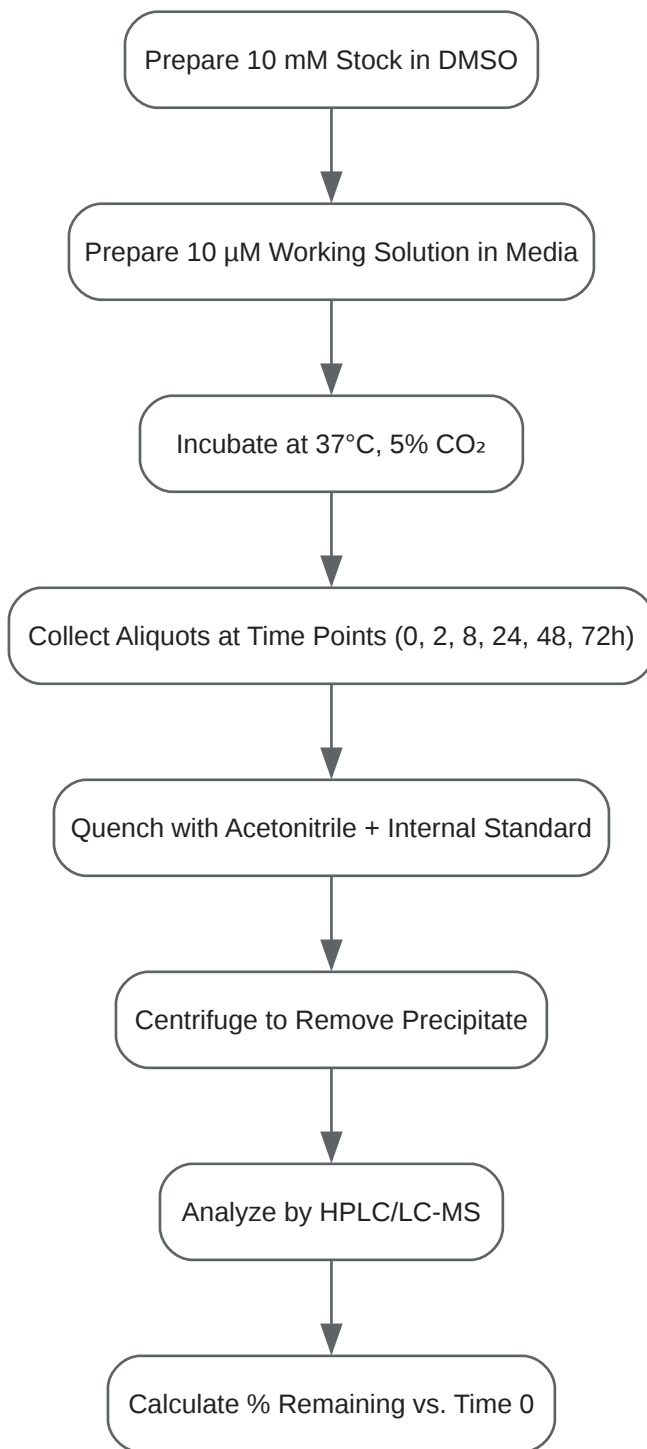 Prepare 10 mM Stock in DMSO
Prepare 10 µM Working Solution in Media
Incubate at 37°C, 5% CO₂
Collect Aliquots at Time Points (0, 2, 8, 24, 48, 72h)
Quench with Acetonitrile + Internal Standard
Centrifuge to Remove Precipitate
Analyze by HPLC/LC-MS
Calculate % Remaining vs. Time 0